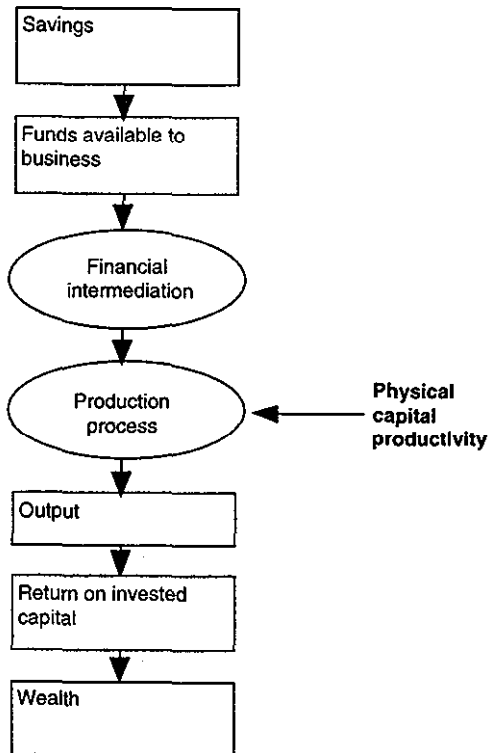 Savings
Funds available to
business
Financial
intermediation
Production
process
Physical
capital
productivity
Output
Return on invested
capital
Wealth